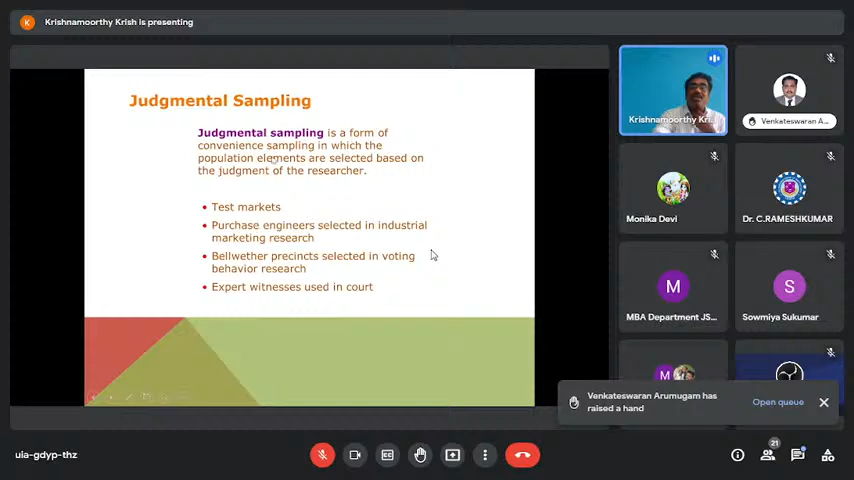 K
Krishnamoorthy Krish is presenting
Judgmental Sampling
Judgmental sampling is a form of
convenience sampling in which the
population elements are selected based on
the judgment of the researcher.
• Test markets
• Purchase engineers selected in industrial
marketing research
• Bellwether precincts selected in voting
behavior research
• Expert witnesses used in court
Krishnamoorthy Kri...
Venkateswaran A...
Monika Devi
Dr. C.RAMESHKUMAR
M
MBA Department JS...
S
Sowmiya Sukumar
M
Venkateswaran Arumugam has
raised a hand
Open queue
uia-gdyp-thz
21